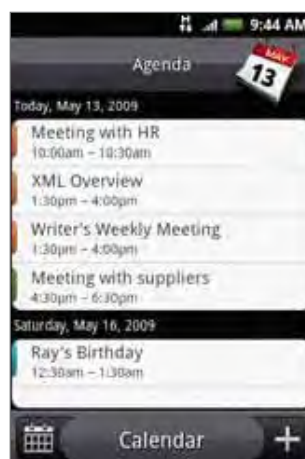 9:44 AM
Agenda
MAY
13
Today, May 13, 2009
Meeting with HR
10:00am – 10:30am
XML Overview
1:30pm – 4:00pm
Writer's Weekly Meeting
1:30pm – 4:00pm
Meeting with suppliers
4:30pm – 6:30pm
Saturday, May 16, 2009
Ray's Birthday
12:30am – 1:30am
Calendar